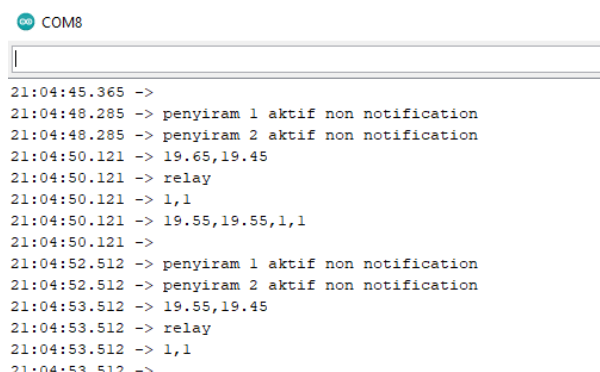 COM8
21:04:45.365 ->
21:04:48.285 -> penyiram 1 aktif non notification
21:04:48.285 -> penyiram 2 aktif non notification
21:04:50.121 -> 19.65,19.45
21:04:50.121 -> relay
21:04:50.121 -> 1,1
21:04:50.121 -> 19.55,19.55,1,1
21:04:50.121 ->
21:04:52.512 -> penyiram 1 aktif non notification
21:04:52.512 -> penyiram 2 aktif non notification
21:04:53.512 -> 19.55,19.45
21:04:53.512 -> relay
21:04:53.512 -> 1,1
21:04:53.512 ->